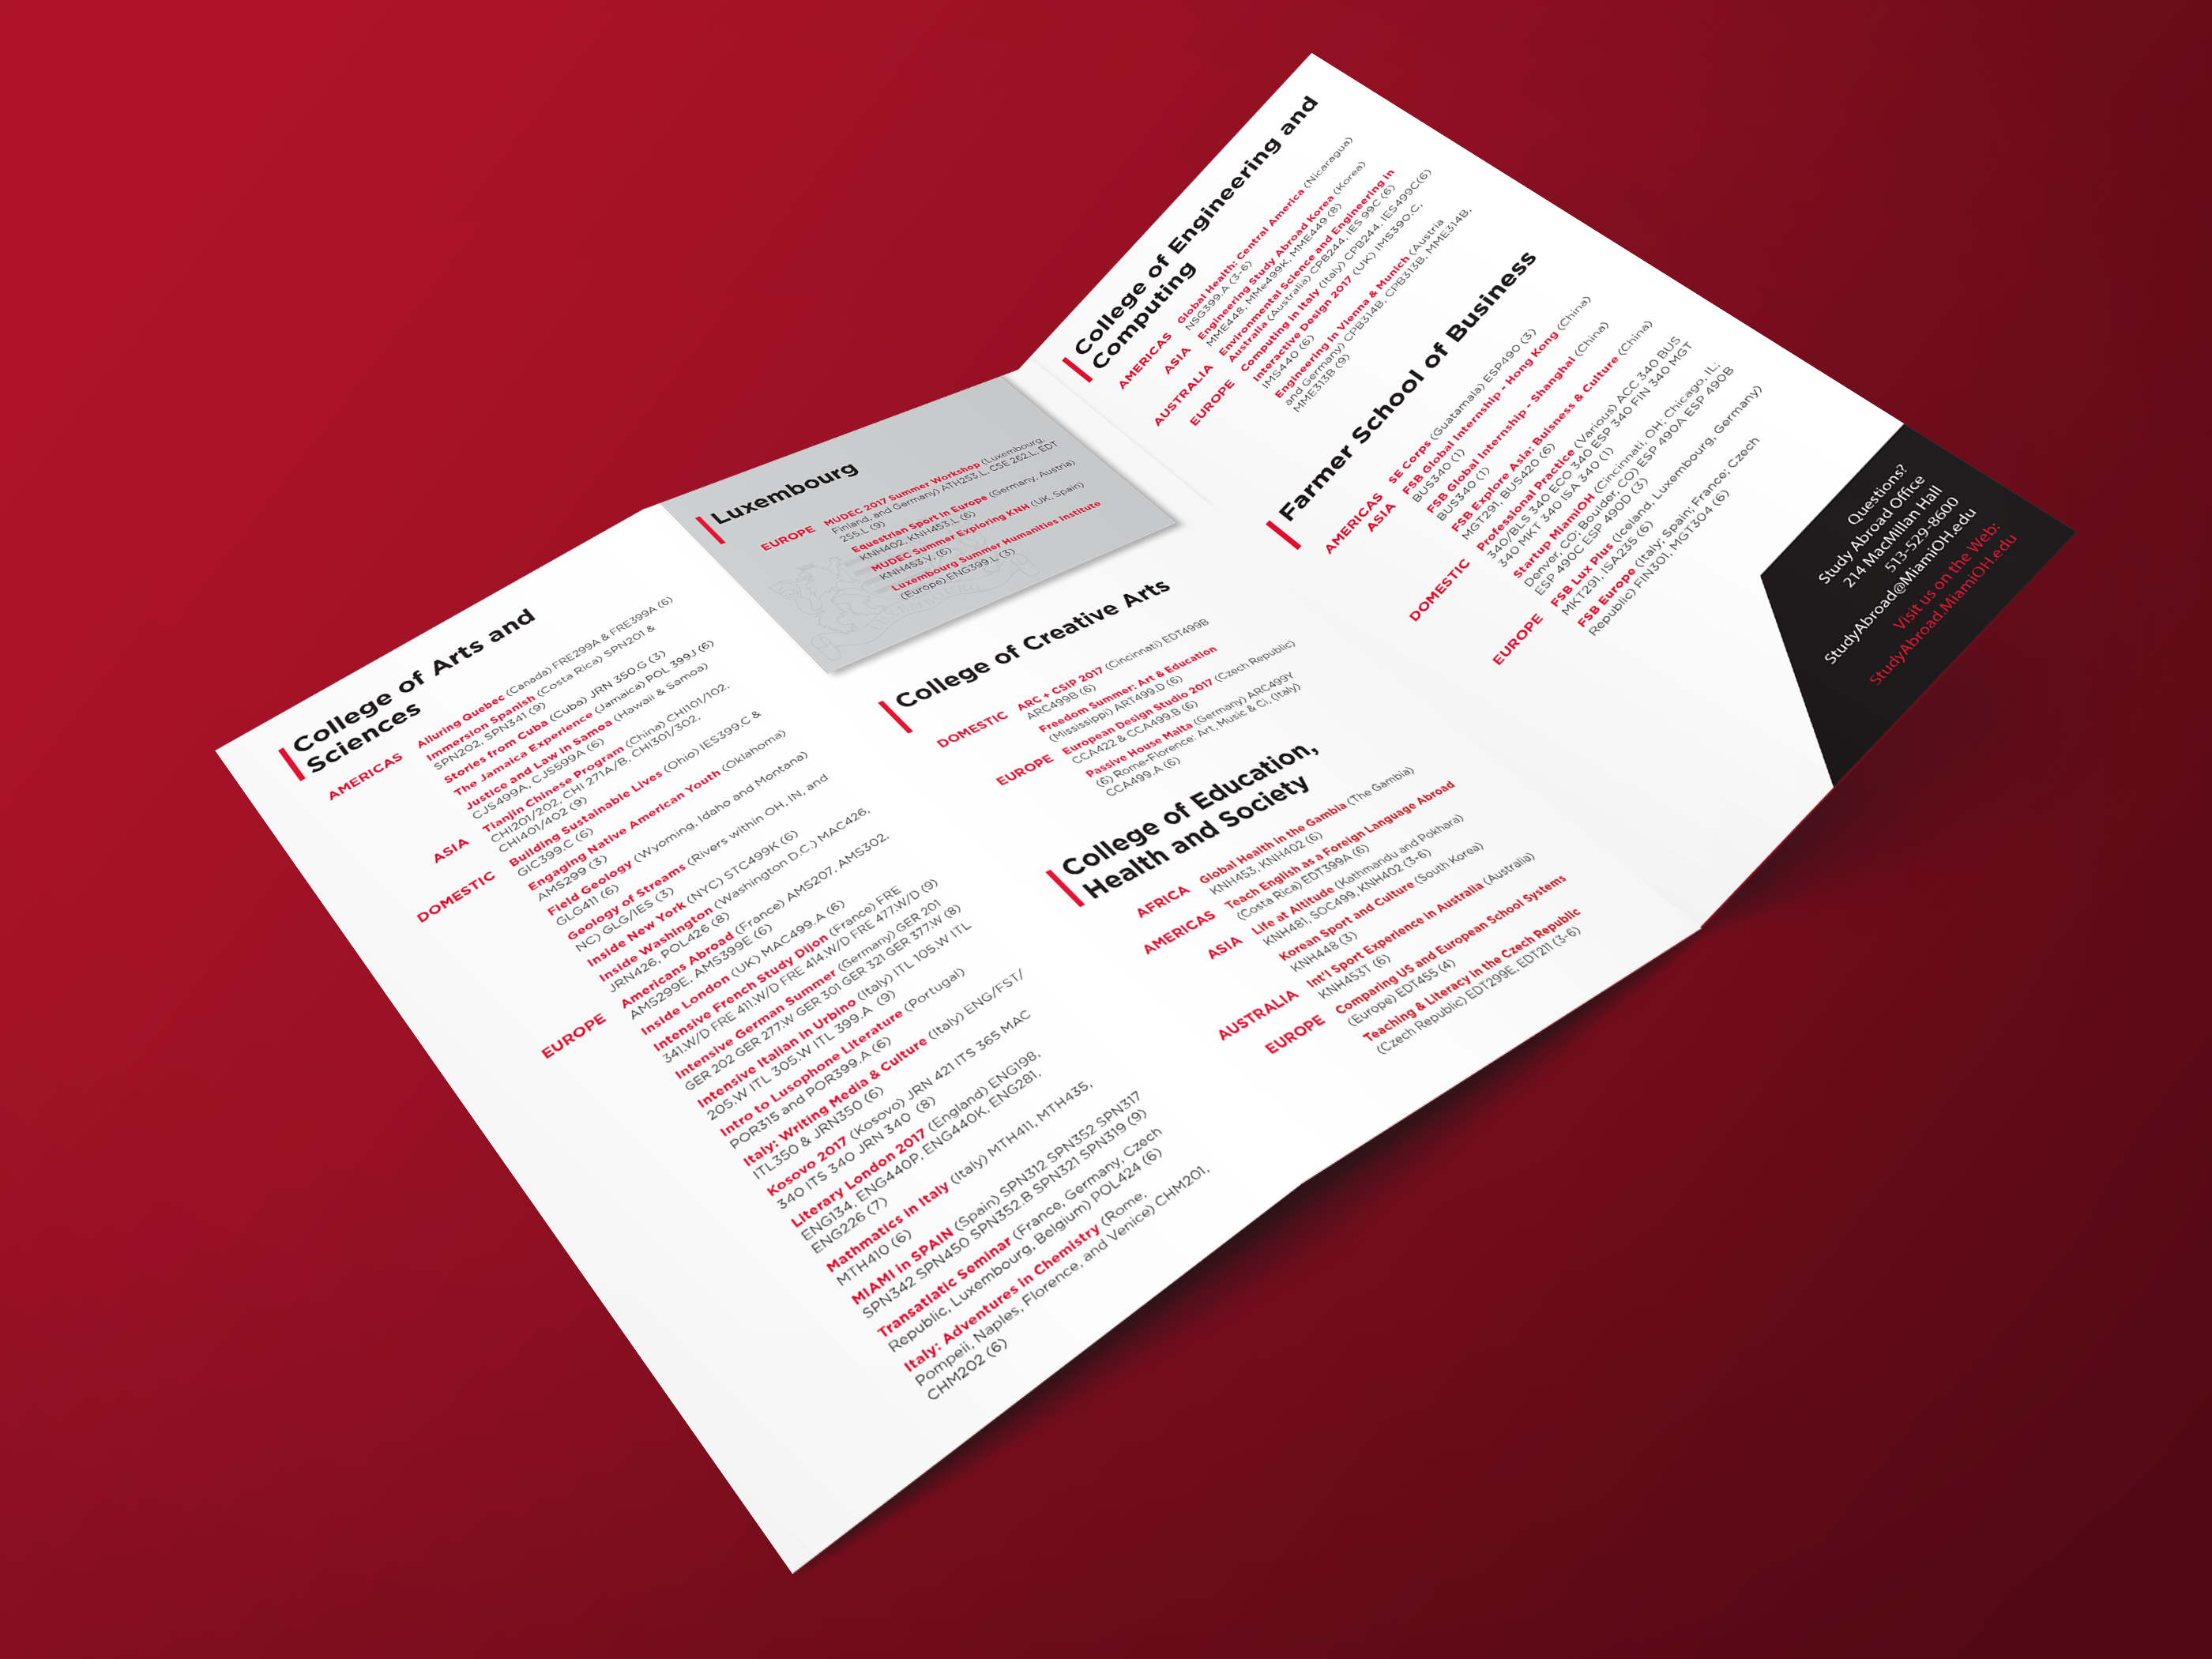 College of Arts and
Sciences
AMERICAS
Alluring Quebec (Canada) FRE299A & FRE399A (6)
Immersion Spanish (Costa Rica) SPN201 &
SPN202, SPN341 (9)
Stories from Cuba (Cuba) JRN 350.G (3)
The Jamaica Experience (Jamaica) POL 399J (6)
Justice and Law in Samoa (Hawaii & Samoa)
CJS499A, CJS599A (6)
ASIA
Tianjin Chinese Program (China) CHI101/102,
CHI201/202, CHI 271A/B. CHI301/302.
CHI401/402 (9)
DOMESTIC
Building Sustainable Lives (Ohio) IES399.C &
GIC399.C (6)
Engaging Native American Youth (Oklahoma)
AMS299 (3)
Field Geology (Wyoming, Idaho and Montana)
GLG411 (6)
Geology of Streams (Rivers within OH, IN, and
NC) GLG/IES (3)
Inside New York (NYC) STC499K (6)
Inside Washington (Washington D.C.) MAC426,
JRN426, POL426 (8)
EUROPE
Americans Abroad (France) AMS207, AMS302,
AMS299E, AMS399E (6)
Inside London (UK) MAC499.A (6)
Intensive French Study Dijon (France) FRE
341.W/D FRE 411.W/D FRE 414.W/D FRE 477.W/D (9)
Intensive German Summer (Germany) GER 201
GER 202 GER 277.W GER 301 GER 321 GER 377.W (8)
Intensive Italian in Urbino (Italy) ITL 105.W ITL
205.W ITL 305.W ITL 399.A (9)
Intro to Lusophone Literature (Portugal)
POR315 and POR399.A (6)
Italy: Writing Media & Culture (Italy) ENG/FST/
ITL350 & JRN350 (6)
Kosovo 2017 (Kosovo) JRN 421 ITS 365 MAC
340 ITS 340 JRN 340 (8)
Literary London 2017 (England) ENG198,
ENG134, ENG440P, ENG440K, ENG281,
ENG226 (7)
Mathmatics in Italy (Italy) MTH411, MTH435,
MTH410 (6)
MIAMI in SPAIN (Spain) SPN312 SPN352 SPN317
SPN342 SPN450 SPN352.B SPN321 SPN319 (9)
Transatlatic Seminar (France, Germany, Czech
Republic, Luxembourg, Belgium) POL424 (6)
Italy: Adventures in Chemistry (Rome,
Pompeii, Naples, Florence, and Venice) CHM201,
CHM202 (6)
Luxembourg
EUROPE
MUDEC 2017 Summer Workshop (Luxembourg,
Finland, and Germany) ATH253.L, CSE 262.L, EDT
255.L (9)
Equestrian Sport in Europe (Germany, Austria)
KNH402, KNH453.L (6)
MUDEC Summer Exploring KNH (UK, Spain)
KNH453.V, (6)
Luxembourg Summer Humanities Institute
(Europe) ENG399.L (3)
College of Creative Arts
DOMESTIC
ARC + CSIP 2017 (Cincinnati) EDT499B
ARC499B (6)
Freedom Summer: Art & Education
(Mississippi) ART499.D (6)
EUROPE
European Design Studio 2017 (Czech Republic)
CCA422 & CCA499.B (6)
Passive House Malta (Germany) ARC499Y
(6) Rome-Florence: Art, Music & Ci, (Italy)
CCA499.A (6)
College of Education,
Health and Society
AFRICA
Global Health in the Gambia (The Gambia)
KNH453, KNH402 (6)
AMERICAS
Teach English as a Foreign Language Abroad
(Costa Rica) EDT399A (6)
ASIA
Life at Altitude (Kathmandu and Pokhara)
KNH481, SOC499, KNH402 (3-6)
Korean Sport and Culture (South Korea)
KNH448 (3)
AUSTRALIA
Int'l Sport Experience in Australia (Australia)
KNH453T (6)
EUROPE
Comparing US and European School Systems
(Europe) EDT455 (4)
Teaching & Literacy in the Czech Republic
(Czech Republic) EDT299E, EDT211 (3-6)
College of Engineering and
Computing
AMERICAS
Global Health: Central America (Nicaragua)
NSG399.A (3-6)
ASIA
Engineering Study Abroad Korea (Korea)
MME448, MMe499K, MME449 (8)
AUSTRALIA
Environmental Science and Engineering in
Australia (Australia) CPB244, IES 99C (6)
EUROPE
Computing in Italy (Italy) CPB244, IES499C(6)
Interactive Design 2017 (UK) IMS390.C,
IMS440 (6)
Engineering in Vienna & Munich (Austria
and Germany) CPB314B, CPB313B, MME314B,
MME313B (9)
Farmer School of Business
AMERICAS
SE Corps (Guatamala) ESP490 (3)
ASIA
FSB Global Internship - Hong Kong (China)
BUS340 (1)
FSB Global Internship - Shanghai (China)
BUS340 (1)
FSB Explore Asia: Buisness & Culture (China)
MGT291, BUS420 (6)
DOMESTIC
Professional Practice (Various) ACC 340 BUS
340/BLS 340 ECO 340 ESP 340 FIN 340 MGT
340 MKT 340 ISA 340 (1)
Startup MiamiOH (Cincinnati, OH; Chicago, IL;
Denver, CO; Boulder, CO) ESP 490A ESP 490B
ESP 490C ESP 490D (3)
EUROPE
FSB Lux Plus (Iceland, Luxembourg, Germany)
MKT291, ISA235 (6)
FSB Europe (Italy; Spain; France; Czech
Republic) FIN301, MGT304 (6)
Questions?
Study Abroad Office
214 MacMillan Hall
513-529-8600
StudyAbroad@MiamiOH.edu
Visit us on the Web:
StudyAbroad.MiamiOH.edu